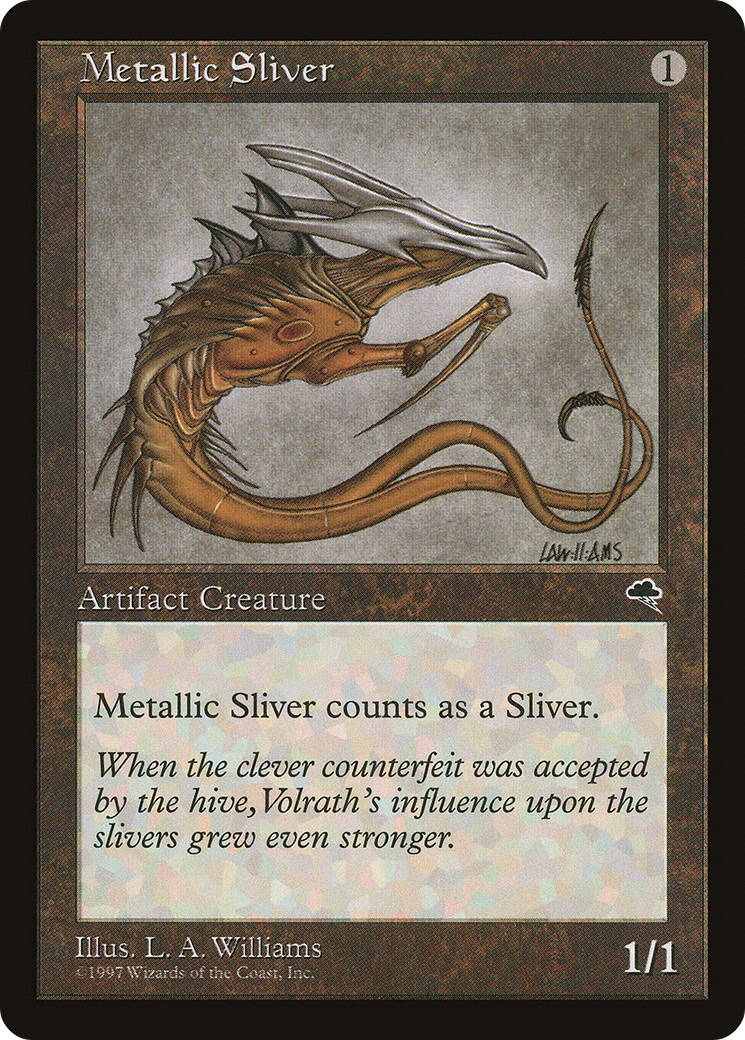 Metallic Sliver 1
LAWilliAMS
Artifact Creature
Metallic Sliver counts as a Sliver.
When the clever counterfeit was accepted
by the hive, Volrath's influence upon the
slivers grew even stronger.
Illus. L. A. Williams
©1997 Wizards of the Coast, Inc.
1/1